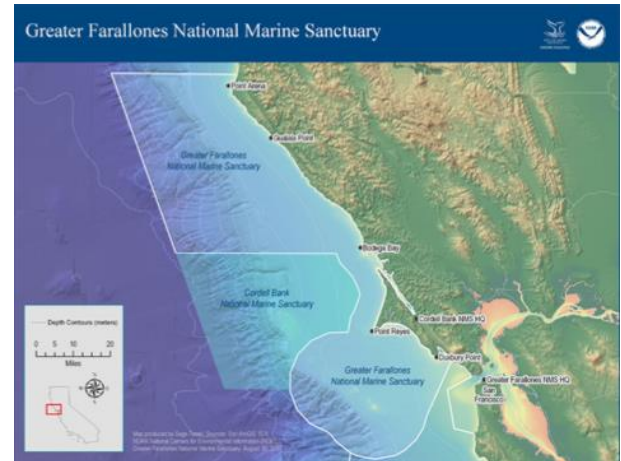 Greater Farallones National Marine Sanctuary
Point Arena
Gualala Point
Greater Farallones
National Marine Sanctuary
Bodega Bay
Cordell Bank
National Marine Sanctuary
Cordell Bank NMS HQ
Point Reyes
Duxbury Point
Greater Farallones
National Marine Sanctuary
Greater Farallones NMS HQ
San
Francisco
Depth Contours (meters)
0 5 10 20
Miles